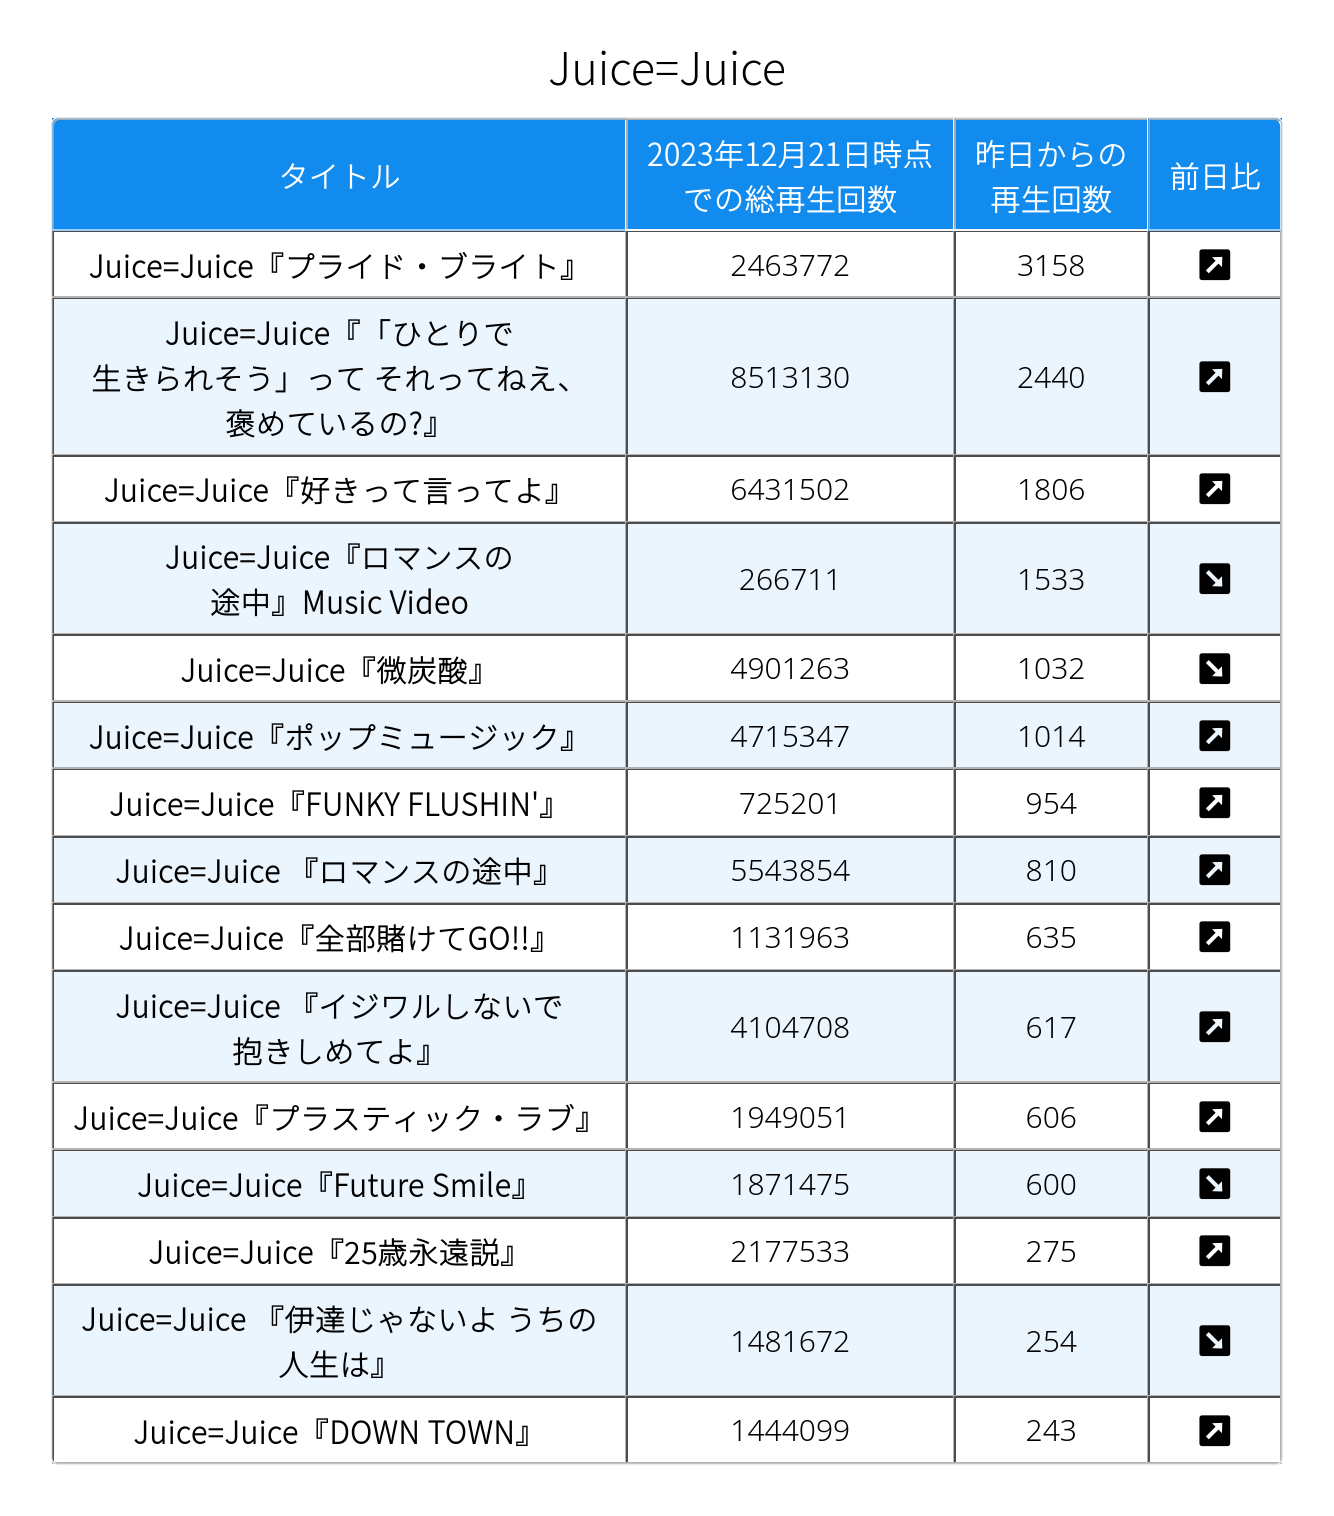 Juice=Juice
タイトル
2023年12月21日時点
での総再生回数
昨日からの
再生回数
前日比
Juice=Juice『プライド・ブライト』
2463772
3158
Juice=Juice『「ひとりで
生きられそう」って それってねえ、
褒めているの?』
8513130
2440
Juice=Juice『好きって言ってよ』
6431502
1806
Juice=Juice『ロマンスの
途中』Music Video
266711
1533
Juice=Juice『微炭酸』
4901263
1032
Juice=Juice『ポップミュージック』
4715347
1014
Juice=Juice『FUNKY FLUSHIN'』
725201
954
Juice=Juice 『ロマンスの途中』
5543854
810
Juice=Juice『全部賭けてGO!!』
1131963
635
Juice=Juice 『イジワルしないで
抱きしめてよ』
4104708
617
Juice=Juice『プラスティック・ラブ』
1949051
606
Juice=Juice『Future Smile』
1871475
600
Juice=Juice『25歳永遠説』
2177533
275
Juice=Juice 『伊達じゃないよ うちの
人生は』
1481672
254
Juice=Juice『DOWN TOWN』
1444099
243